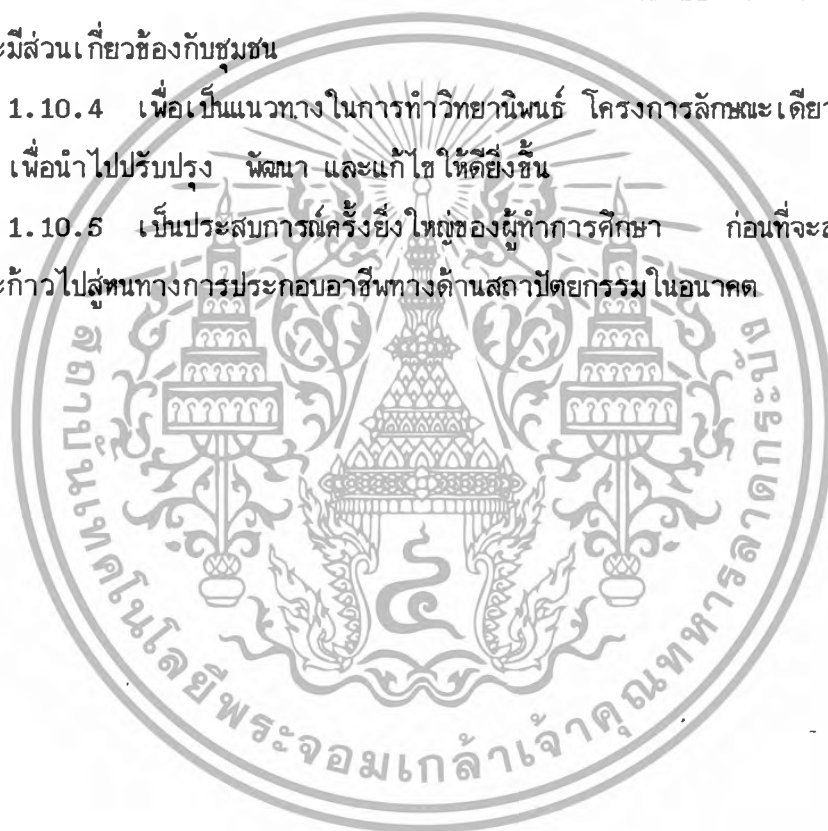 ะมีส่วนเกี่ยวข้องกับชุมชน
1.10.4 เพื่อเป็นแนวทางในการทำวิทยานิพนธ์ โครงการลักษณะเดีย
เพื่อนำไปปรับปรุง พัฒนา และแก้ไขให้ดียิ่งขึ้น
1.10.5 เป็นประสบการณ์ครั้งยิ่งใหญ่ของผู้ทำการศึกษา ก่อนที่จะ
ะก้าวไปสู่หนทางการประกอบอาชีพทางด้านสถาปัตยกรรมในอนาคต
สถาบันเทคโนโลยีพระจอมเกล้าเจ้าคุณทหารลาดกระบัง